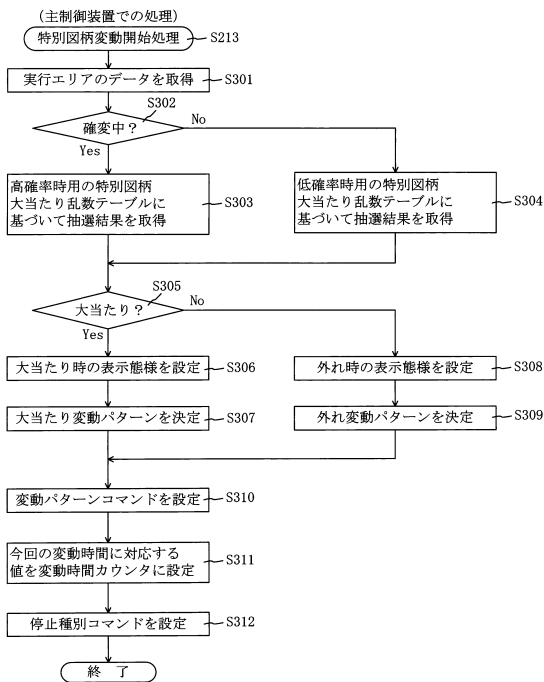 (主制御装置での処理)
特別図柄変動開始処理
S213
実行エリアのデータを取得
S301
S302
確変中?
No
Yes
高確率時用の特別図柄
大当たり乱数テーブルに
基づいて抽選結果を取得
S303
低確率時用の特別図柄
大当たり乱数テーブルに
基づいて抽選結果を取得
S304
S305
大当たり?
No
Yes
大当たり時の表示態様を設定
S306
外れ時の表示態様を設定
S308
大当たり変動パターンを決定
S307
外れ変動パターンを決定
S309
変動パターンコマンドを設定
S310
今回の変動時間に対応する
値を変動時間カウンタに設定
S311
停止種別コマンドを設定
S312
終 了